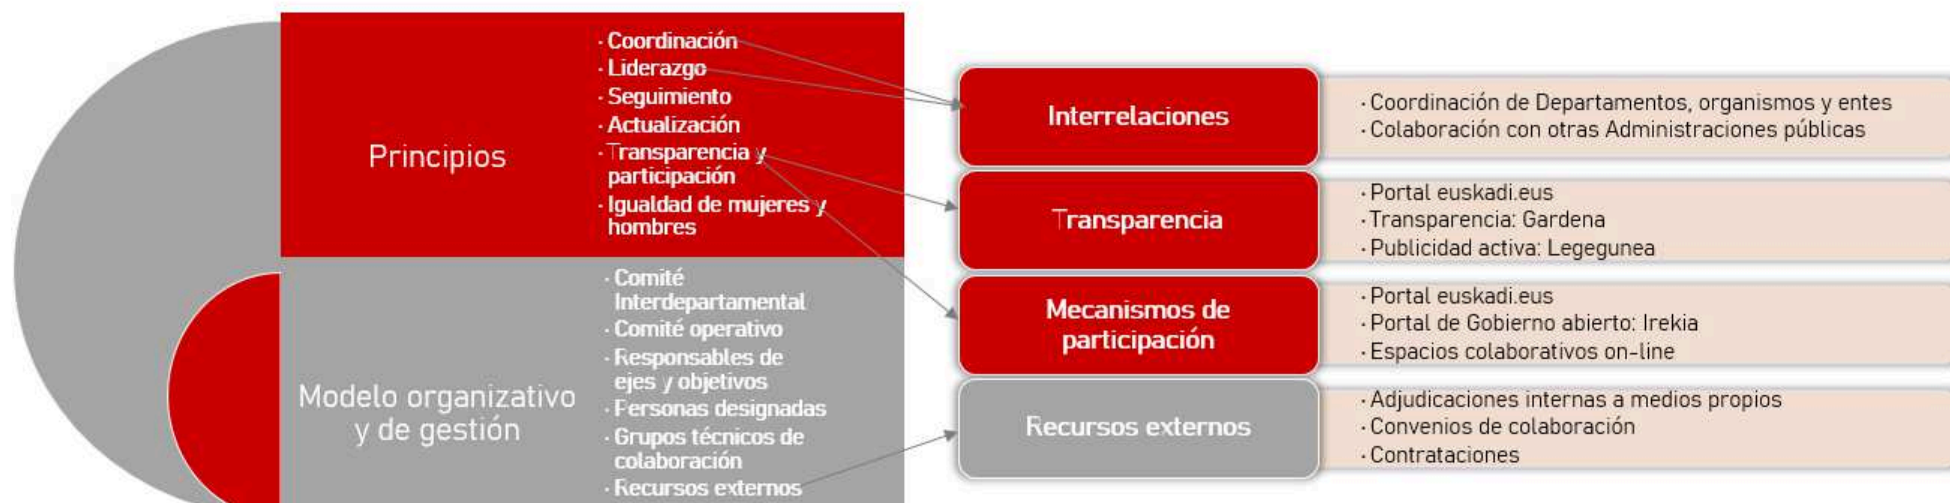 Principios
· Coordinación
· Liderazgo
· Seguimiento
· Actualización
· Transparencia y
participación
· Igualdad de mujeres y
hombres
Modelo organizativo
y de gestión
· Comité
Interdepartamental
· Comité operativo
· Responsables de
ejes y objetivos
· Personas designadas
· Grupos técnicos de
colaboración
· Recursos externos
Interrelaciones
· Coordinación de Departamentos, organismos y entes
· Colaboración con otras Administraciones públicas
Transparencia
· Portal euskadi.eus
· Transparencia: Gardena
· Publicidad activa: Legegunea
Mecanismos de
participación
· Portal euskadi.eus
· Portal de Gobierno abierto: Irekia
· Espacios colaborativos on-line
Recursos externos
· Adjudicaciones internas a medios propios
· Convenios de colaboración
· Contrataciones